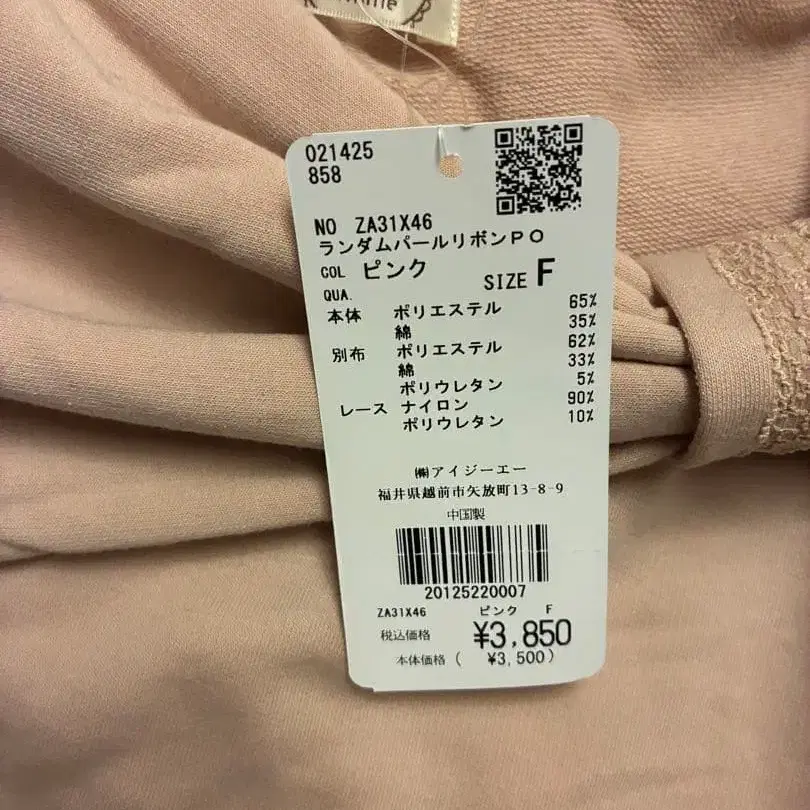 021425
858
NO ZA31X46
ランダムパールリボンPO
COL ピンク SIZE F
QUA.
本体 ポリエステル 65%
綿 35%
別布 ポリエステル 62%
綿 33%
ポリウレタン 5%
レース ナイロン 90%
ポリウレタン 10%
㈱アイジーエー
福井県越前市矢放町13-8-9
中国製
20125220007
ZA31X46 ピンク F
税込価格 ¥3,850
本体価格( ¥3,500)